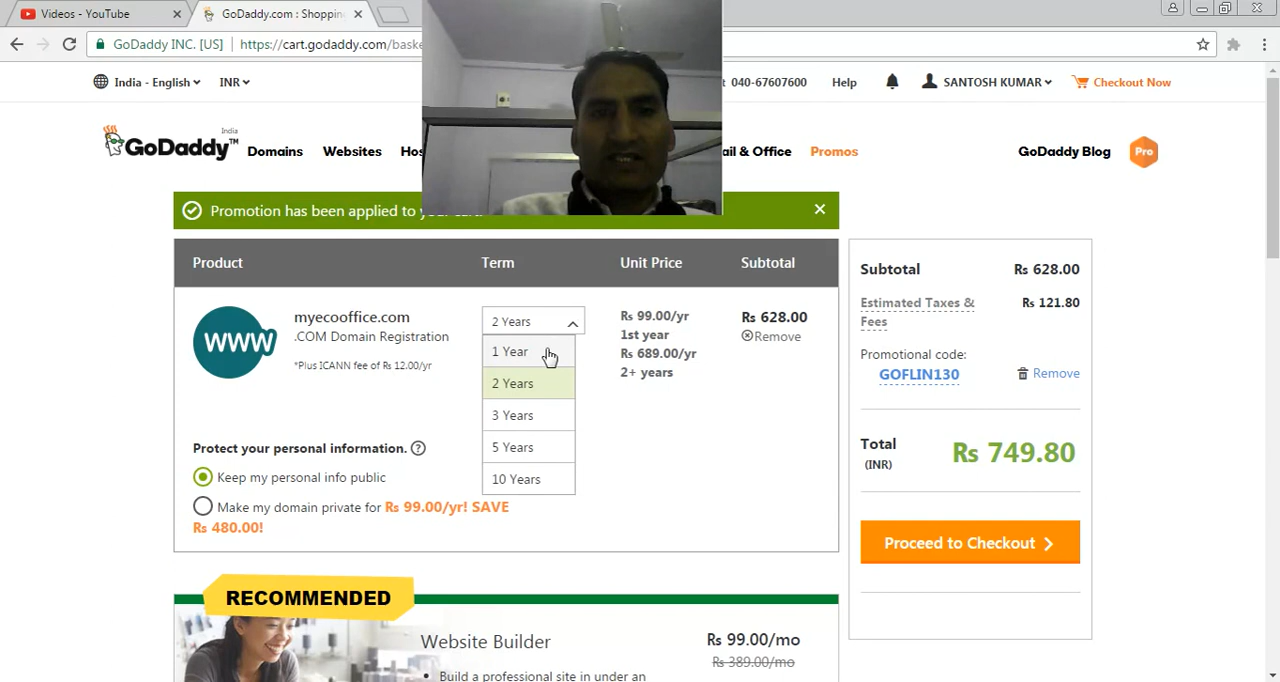 Videos - YouTube
GoDaddy.com : Shoppin
GoDaddy INC. [US]
https://cart.godaddy.com/baske
India - English
INR
040-67607600
Help
SANTOSH KUMAR
Checkout Now
India
GoDaddy™
Domains
Websites
Hos
ail & Office
Promos
GoDaddy Blog
Pro
Promotion has been applied to your cart.
Product
Term
Unit Price
Subtotal
WWW
myecooffice.com
.COM Domain Registration
*Plus ICANN fee of Rs 12.00/yr
2 Years
1 Year
2 Years
3 Years
5 Years
10 Years
Rs 99.00/yr
1st year
Rs 689.00/yr
2+ years
Rs 628.00
Remove
Protect your personal information.
Keep my personal info public
Make my domain private for Rs 99.00/yr! SAVE
Rs 480.00!
Subtotal
Rs 628.00
Estimated Taxes &
Fees
Rs 121.80
Promotional code:
GOFLIN130
Remove
Total
(INR)
Rs 749.80
Proceed to Checkout
RECOMMENDED
Website Builder
Build a professional site in under an
Rs 99.00/mo
Rs 389.00/mo